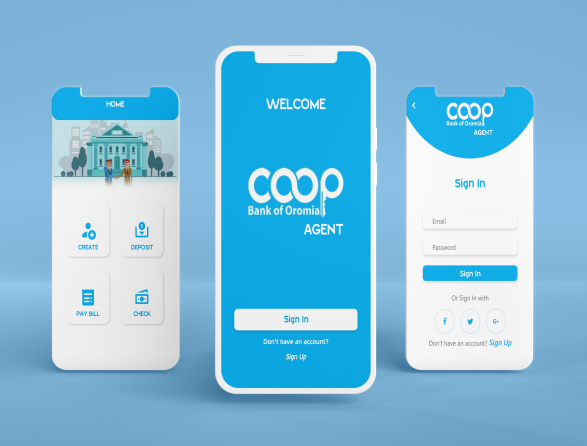 HOME
CREATE
DEPOSIT
PAY BILL
CHECK
WELCOME
coop
Bank of Oromia
AGENT
Sign In
Don't have an account?
Sign Up
coop
Bank of Oromia
AGENT
Sign In
Email
Password
Sign In
Or Sign In with
f
G+
Don't have an account? Sign Up